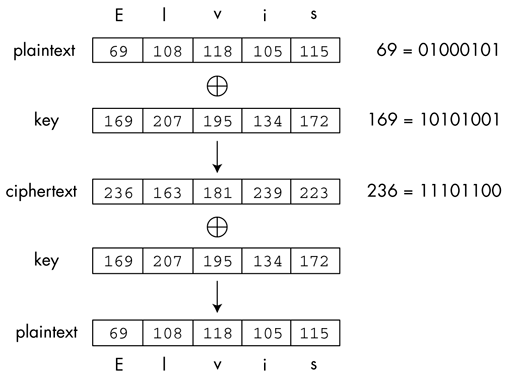 E l v i s
plaintext 69 108 118 105 115 69 = 01000101
key 169 207 195 134 172 169 = 10101001
ciphertext 236 163 181 239 223 236 = 11101100
key 169 207 195 134 172
plaintext 69 108 118 105 115
E l v i s